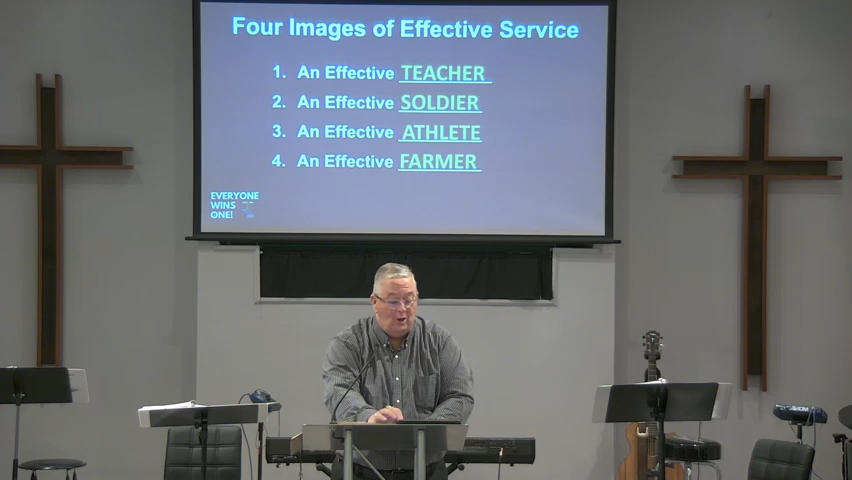 Four Images of Effective Service
1. An Effective TEACHER
2. An Effective SOLDIER
3. An Effective ATHLETE
4. An Effective FARMER
EVERYONE
WINS
ONE!